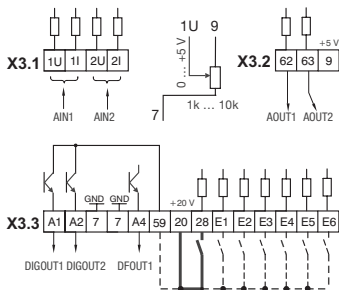 1U 9
+5 V
X3.1 1U 1I 2U 2I
0 ... +5 V
X3.2 62 63 9
AIN1 AIN2
7
1k ... 10k
AOUT1 AOUT2
GND GND
+20 V
X3.3 A1 A2 7 7 A4 59 20 28 E1 E2 E3 E4 E5 E6
DIGOUT1 DIGOUT2 DFOUT1